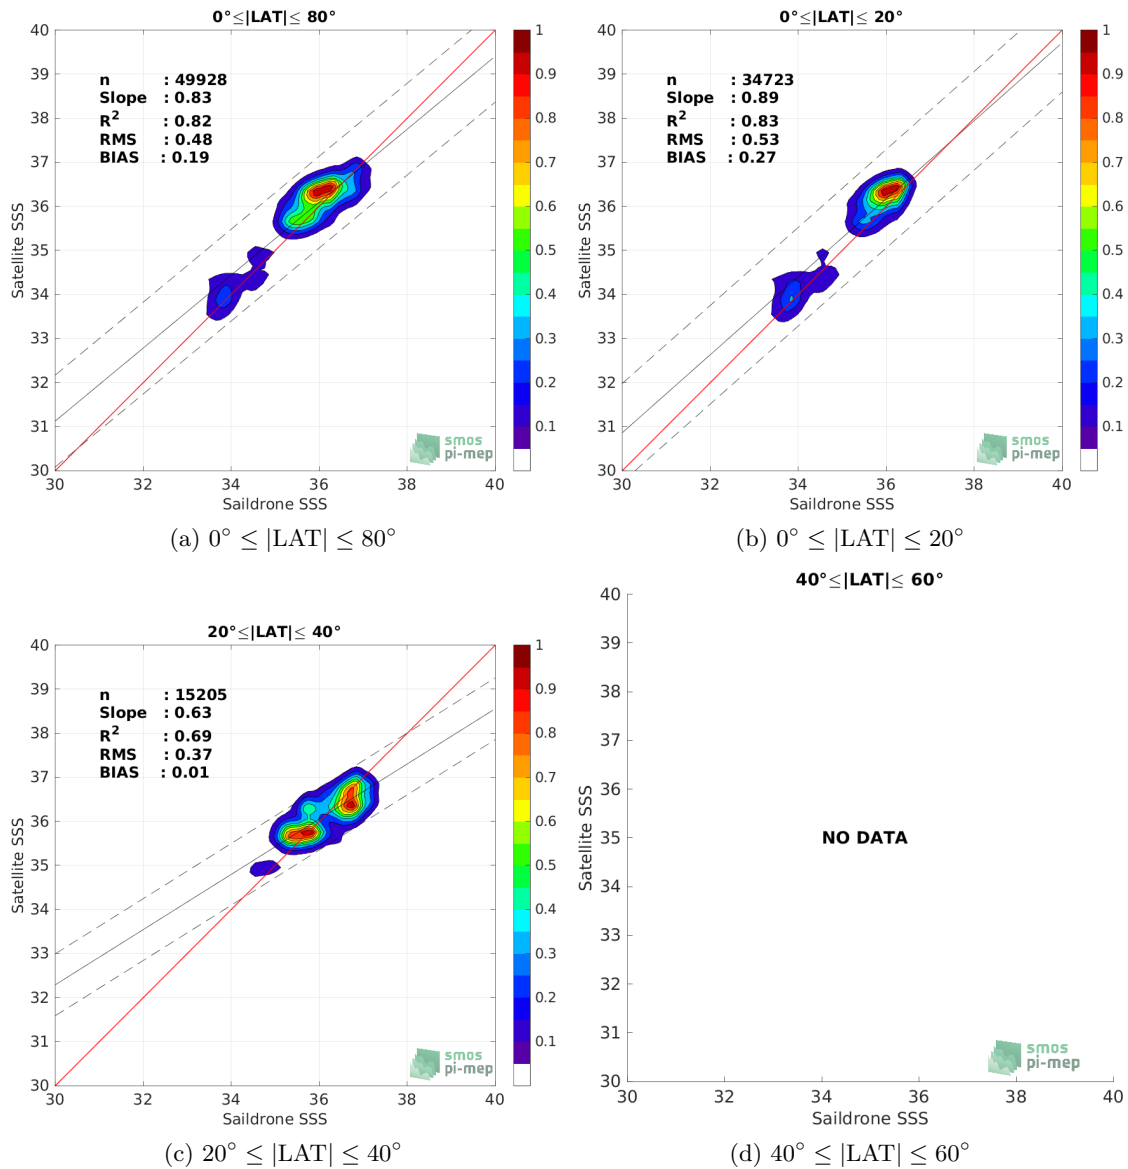 0°≤|LAT|≤ 80°
n : 49928
Slope : 0.83
R² : 0.82
RMS : 0.48
BIAS : 0.19
Satellite SSS
40
39
38
37
36
35
34
33
32
31
30
30 32 34 36 38 40
Saildrone SSS
1
0.9
0.8
0.7
0.6
0.5
0.4
0.3
0.2
0.1
smos
pi-mep
(a) 0° ≤ |LAT| ≤ 80°
0°≤|LAT|≤ 20°
n : 34723
Slope : 0.89
R² : 0.83
RMS : 0.53
BIAS : 0.27
Satellite SSS
40
39
38
37
36
35
34
33
32
31
30
30 32 34 36 38 40
Saildrone SSS
1
0.9
0.8
0.7
0.6
0.5
0.4
0.3
0.2
0.1
smos
pi-mep
(b) 0° ≤ |LAT| ≤ 20°
20°≤|LAT|≤ 40°
n : 15205
Slope : 0.63
R² : 0.69
RMS : 0.37
BIAS : 0.01
Satellite SSS
40
39
38
37
36
35
34
33
32
31
30
30 32 34 36 38 40
Saildrone SSS
1
0.9
0.8
0.7
0.6
0.5
0.4
0.3
0.2
0.1
smos
pi-mep
(c) 20° ≤ |LAT| ≤ 40°
40°≤|LAT|≤ 60°
Satellite SSS
40
39
38
37
36
35
34
33
32
31
30
NO DATA
30 32 34 36 38 40
Saildrone SSS
smos
pi-mep
(d) 40° ≤ |LAT| ≤ 60°